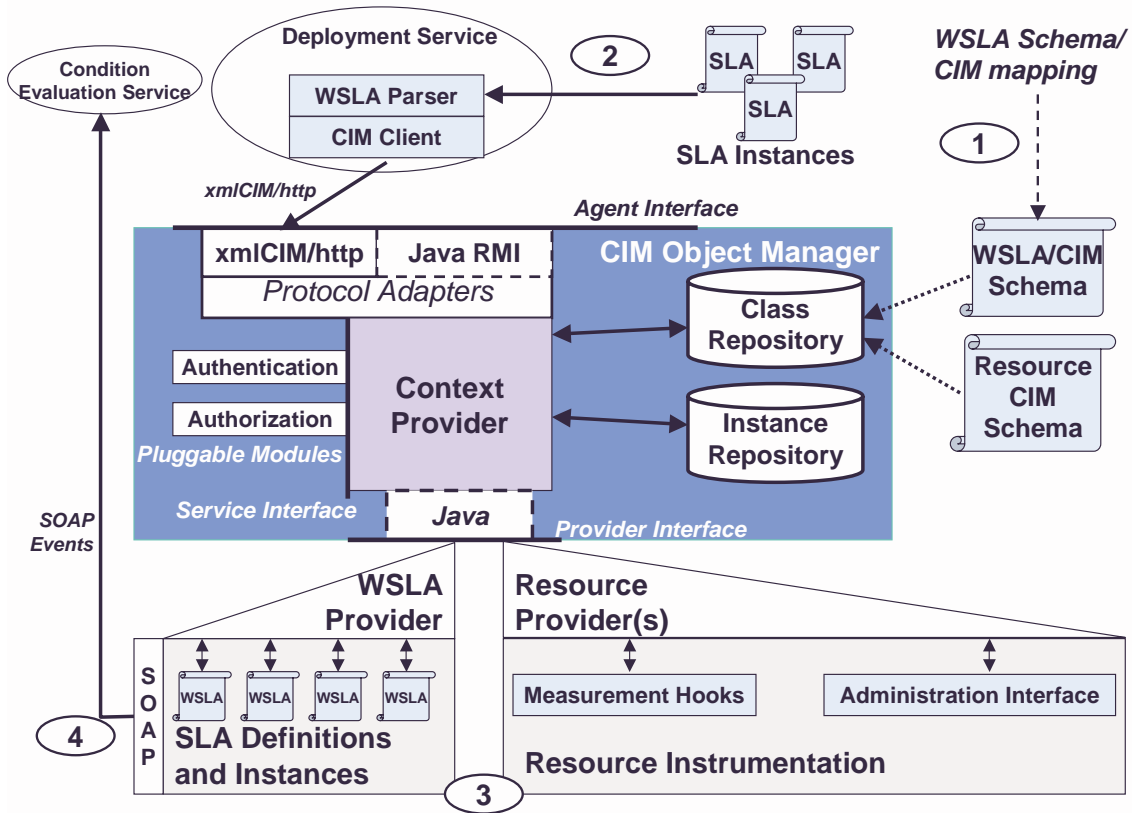 Deployment Service
2
SLA
SLA
SLA
SLA Instances
WSLA Schema/
CIM mapping
1
Condition
Evaluation Service
WSLA Parser
CIM Client
xmlCIM/http
Agent Interface
xmlCIM/http
Java RMI
Protocol Adapters
CIM Object Manager
WSLA/CIM
Schema
Class
Repository
Resource
CIM
Schema
Authentication
Authorization
Pluggable Modules
Context
Provider
Instance
Repository
Service Interface
Java
Provider Interface
SOAP
Events
WSLA
Provider
Resource
Provider(s)
S
O
A
P
WSLA
WSLA
WSLA
WSLA
Measurement Hooks
Administration Interface
4
SLA Definitions
and Instances
Resource Instrumentation
3